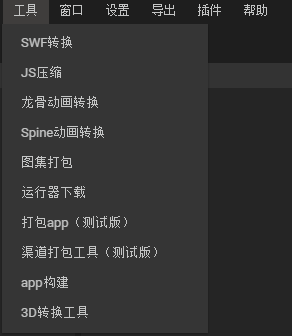 工具 窗口 设置 导出 插件 帮助
SWF转换
JS压缩
龙骨动画转换
Spine动画转换
图集打包
运行器下载
打包app（测试版）
渠道打包工具（测试版）
app构建
3D转换工具